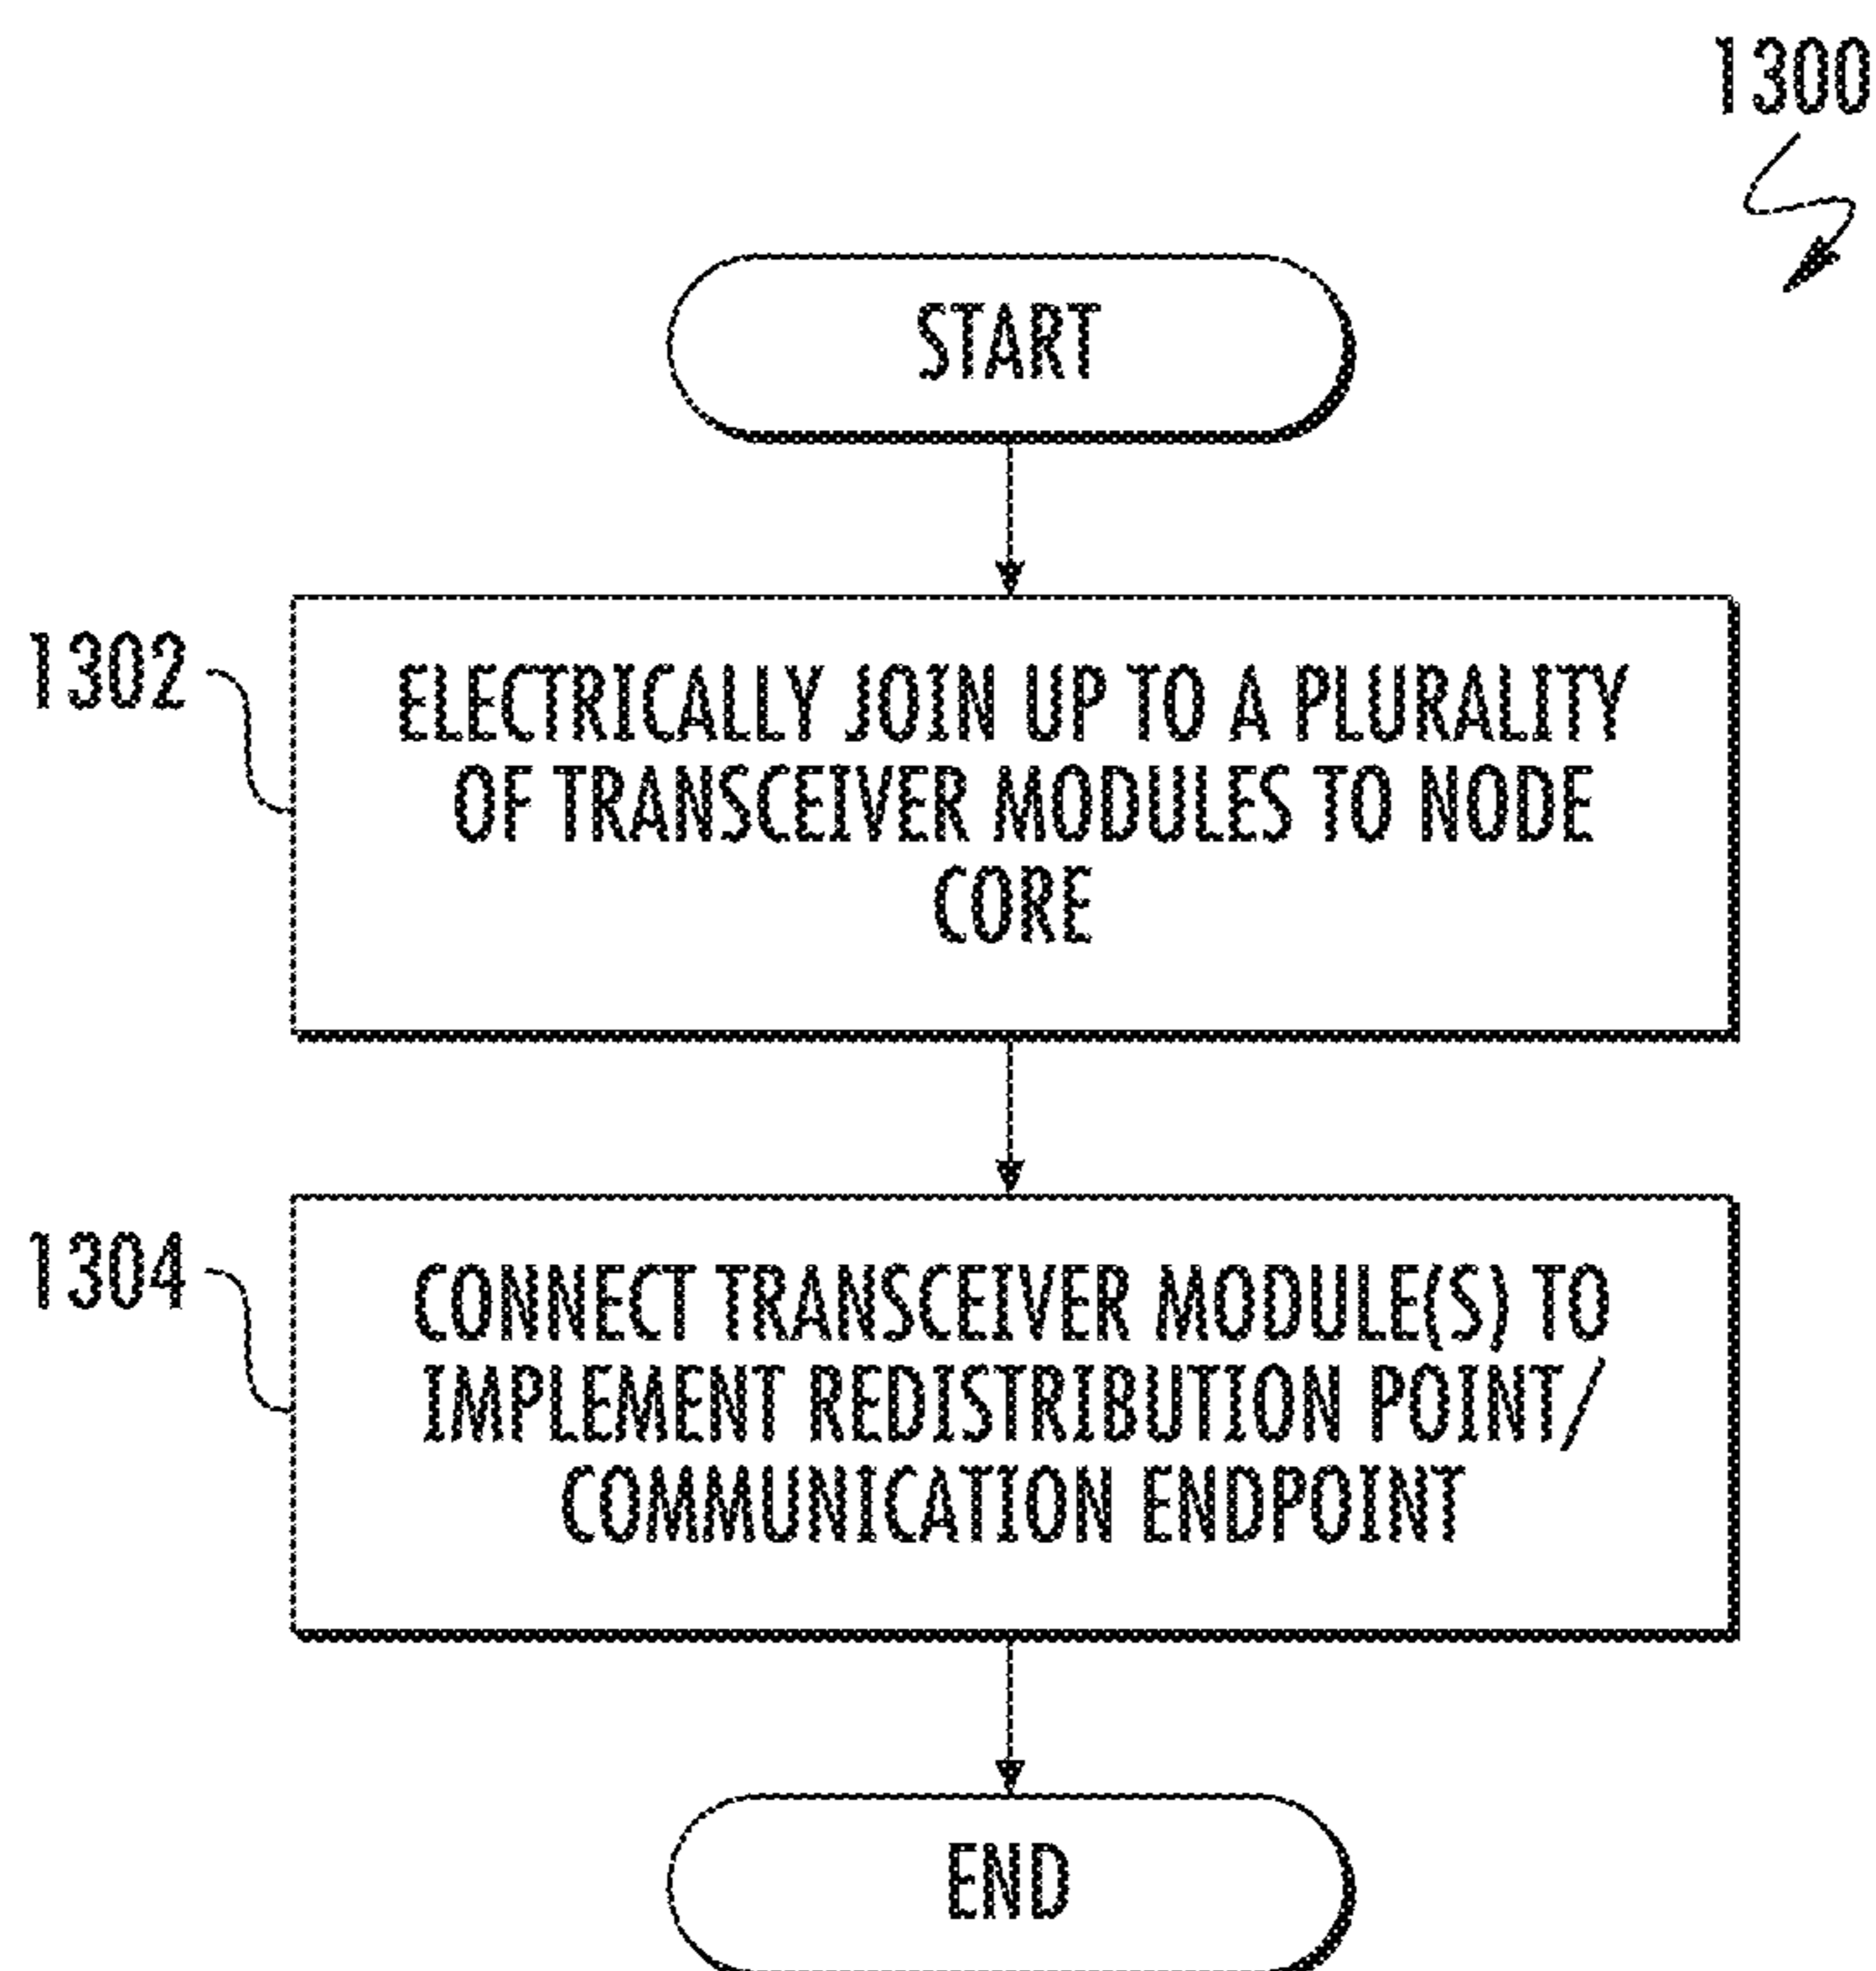 1300
START
1302
ELECTRICALLY JOIN UP TO A PLURALITY
OF TRANSCEIVER MODULES TO NODE
CORE
1304
CONNECT TRANSCEIVER MODULE(S) TO
IMPLEMENT REDISTRIBUTION POINT/
COMMUNICATION ENDPOINT
END